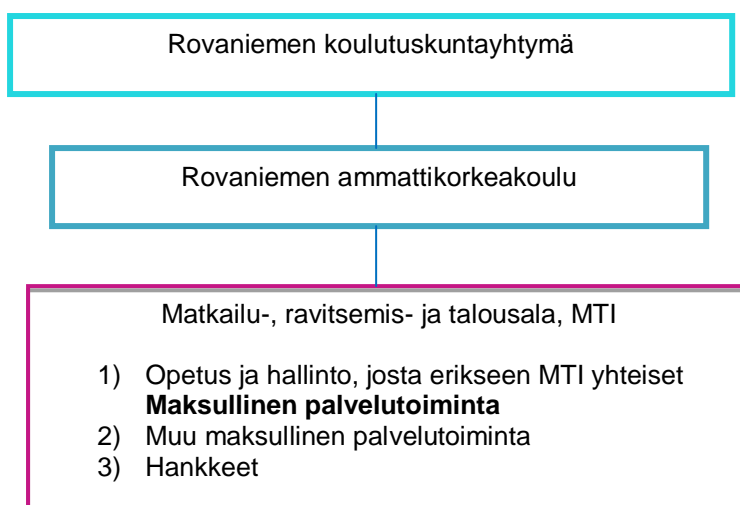 Rovaniemen koulutuskuntayhtymä
Rovaniemen ammattikorkeakoulu
Matkailu-, ravitsemis- ja talousala, MTI
1) Opetus ja hallinto, josta erikseen MTI yhteiset
Maksullinen palvelutoiminta
2) Muu maksullinen palvelutoiminta
3) Hankkeet